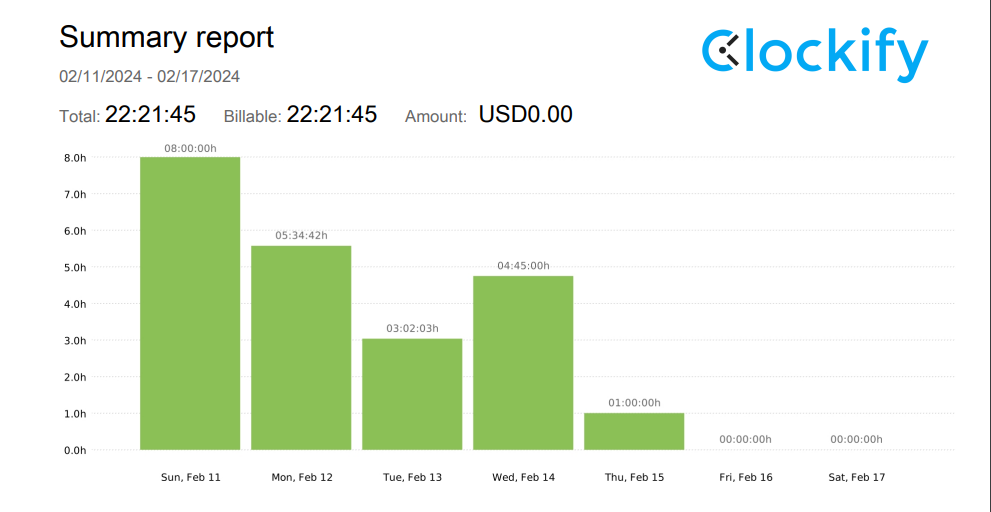 Summary report
Clockify
02/11/2024 - 02/17/2024
Total: 22:21:45 Billable: 22:21:45 Amount: USD0.00
08:00:00h
8.0h
7.0h
6.0h
05:34:42h
5.0h
04:45:00h
4.0h
03:02:03h
3.0h
2.0h
01:00:00h
1.0h
00:00:00h 00:00:00h
0.0h
Sun, Feb 11 Mon, Feb 12 Tue, Feb 13 Wed, Feb 14 Thu, Feb 15 Fri, Feb 16 Sat, Feb 17